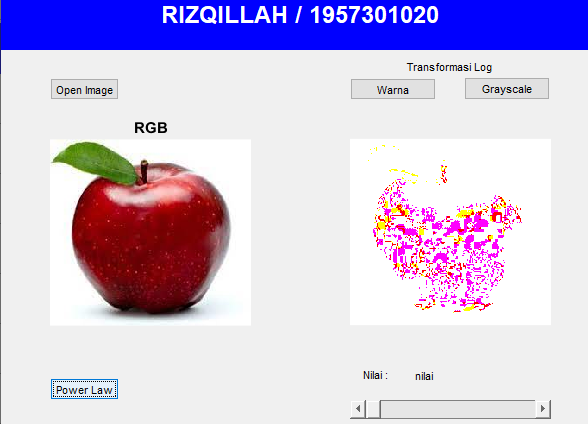 RIZQILLAH / 1957301020
Transformasi Log
Open Image
Warna
Grayscale
RGB
Nilai :
nilai
Power Law